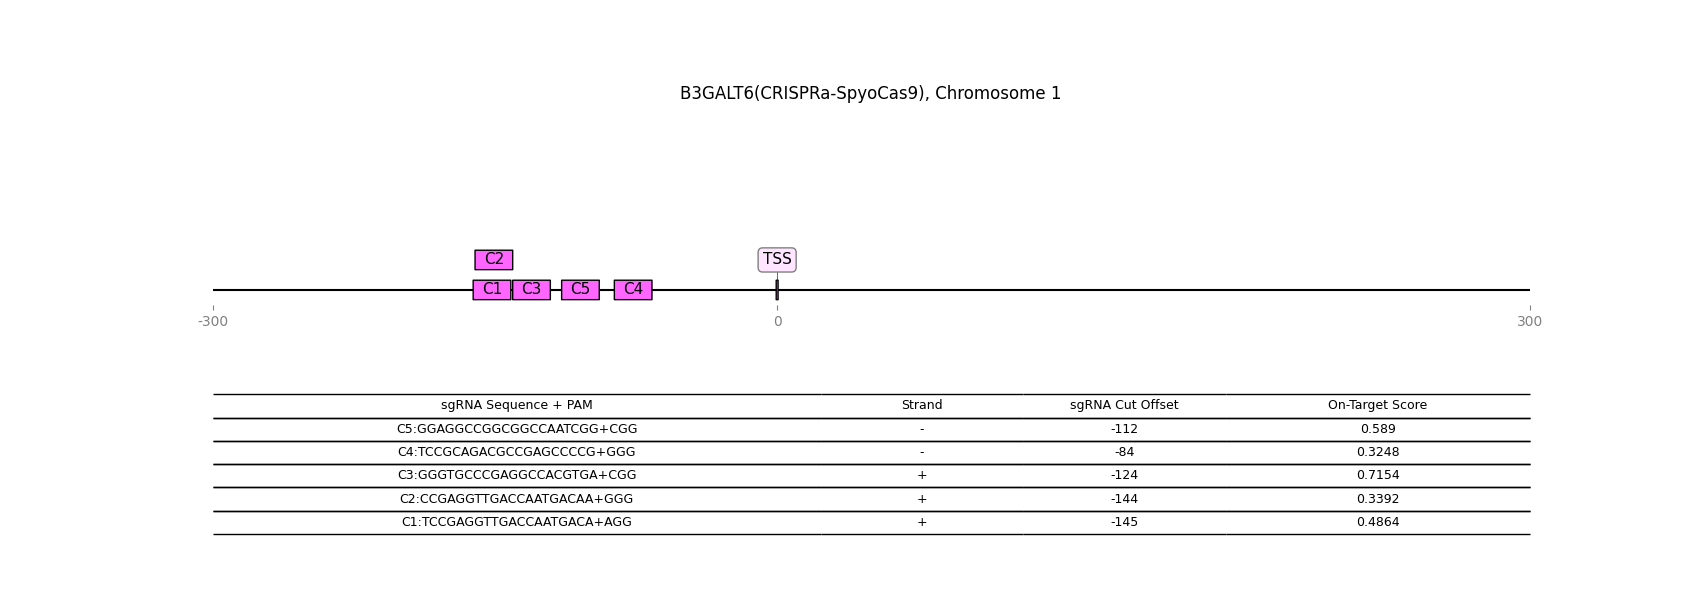 B3GALT6(CRISPRa-SpyoCas9), Chromosome 1
C2 TSS
C1 C3 C5 C4
-300 0 300
sgRNA Sequence + PAM Strand sgRNA Cut Offset On-Target Score
C5:GGAGGCCGGCGGCCAATCGG+CGG - -112 0.589
C4:TCCGCAGACGCCGAGCCCCG+GGG - -84 0.3248
C3:GGGTGCCCGAGGCCACGTGA+CGG + -124 0.7154
C2:CCGAGGTTGACCAATGACAA+GGG + -144 0.3392
C1:TCCGAGGTTGACCAATGACA+AGG + -145 0.4864